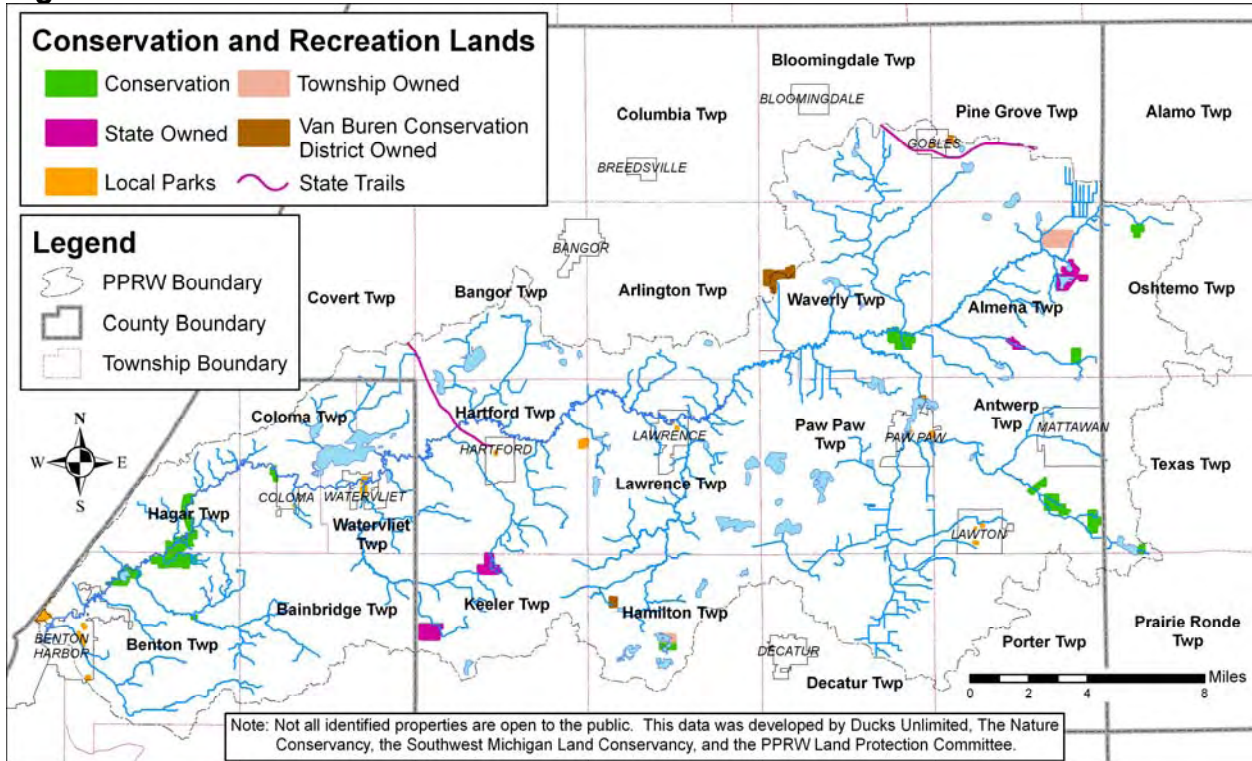 Conservation and Recreation Lands
Conservation
Township Owned
State Owned
Van Buren Conservation
District Owned
Local Parks
State Trails
Legend
PPRW Boundary
County Boundary
Township Boundary
N
W
E
S
Bloomingdale Twp
BLOOMINGDALE
Columbia Twp
Pine Grove Twp
Alamo Twp
GOBLES
BREEDSVILLE
BANGOR
Covert Twp
Bangor Twp
Arlington Twp
Waverly Twp
Almena Twp
Oshtemo Twp
Coloma Twp
Hartford Twp
HARTFORD
LAWRENCE
Paw Paw
Twp
PAW PAW
Antwerp
Twp
MATTAWAN
Texas Twp
Lawrence Twp
COLOMA
WATERVLIET
Hagar Twp
Watervliet
Twp
LAWTON
Bainbridge Twp
Keeler Twp
Hamilton Twp
BENTON
HARBOR
Benton Twp
DECATUR
Decatur Twp
Porter Twp
Prairie Ronde
Twp
Miles
0 2 4 8
Note: Not all identified properties are open to the public. This data was developed by Ducks Unlimited, The Nature
Conservancy, the Southwest Michigan Land Conservancy, and the PPRW Land Protection Committee.